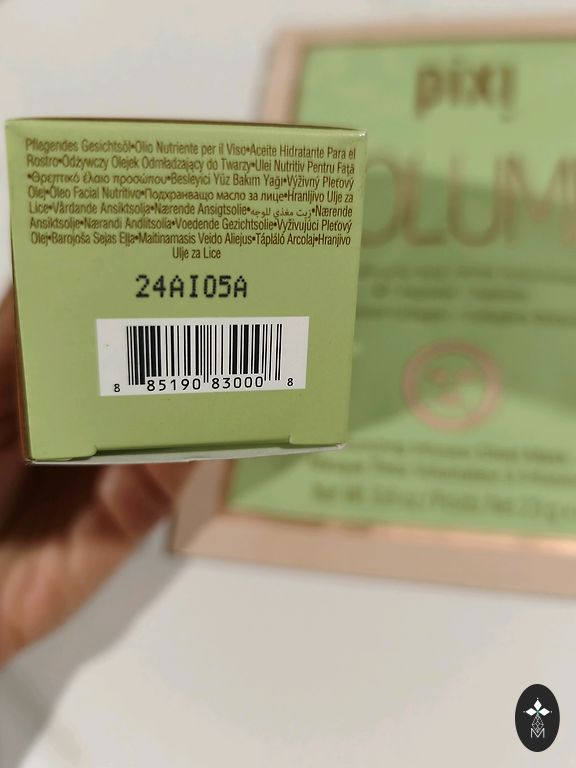 Pflegendes Gesichtsöl•Olio Nutriente per il Viso•Aceite Hidratante Para el
Rostro•Odżywczy Olejek Odmładzający do Twarzy•Ulei Nutritiv Pentru Față
•Θρεπτικό έλαιο προσώπου•Besleyici Yüz Bakım Yağı•Výživný Pleťový
Olej•Óleo Facial Nutritivo•Подхранващо масло за лице•Hranljivo Ulje za
Lice•Vårdande Ansiktsolja•Nærende Ansigtsolie•زيت مغذي للوجه•Nærende
Ansiktsolje•Nærandi Andlitsolía•Voedende Gezichtsolie•Vyživujúci Pleťový
Olej•Barojoša Sejas Eļļa•Maitinamasis Veido Aliejus•Tápláló Arcolaj•Hranjivo
Ulje za Lice
24AI05A
8 85190 83000 8
pixi
M